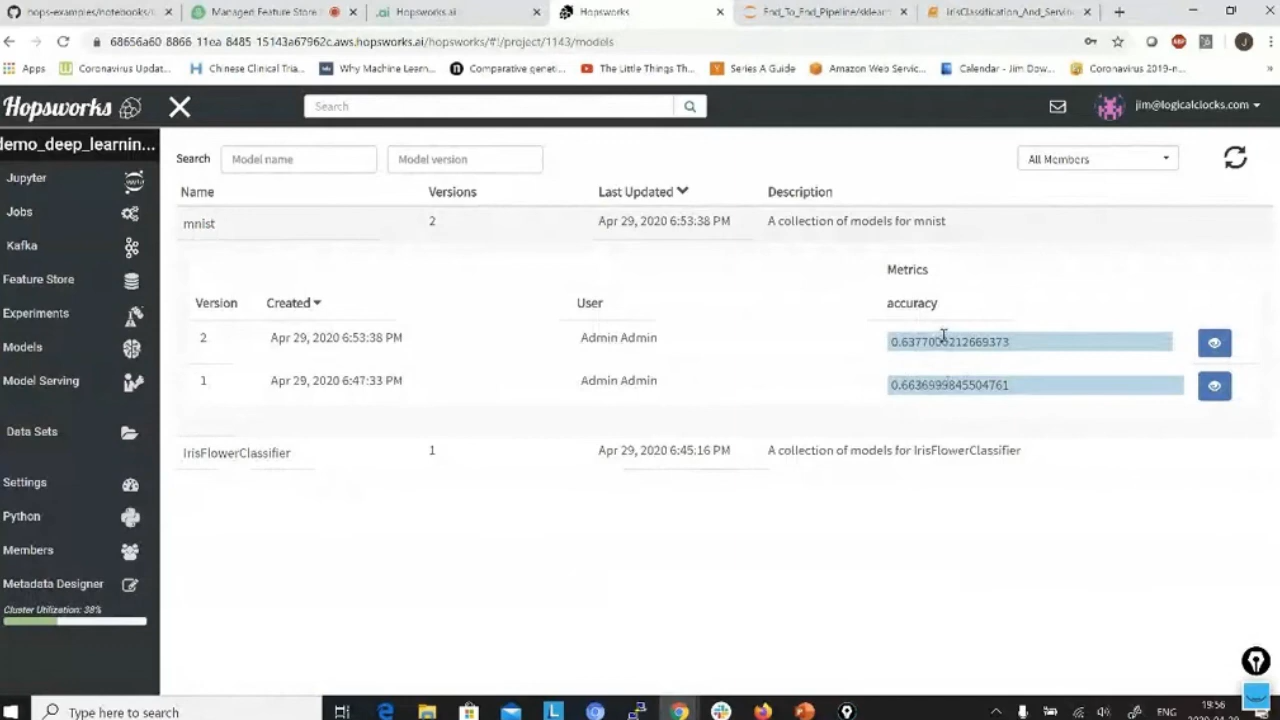 hops-examples/notebooks/
Managed Feature Store
Hopsworks.ai
Hopsworks
End_To_End_Pipeline/sklear
IrisClassification_And_Servin
68656a60-8866-11ea-8485-15143a67962c.aws.hopsworks.ai/hopsworks/#!/project/1143/models
Apps
Coronavirus Updat...
Chinese Clinical Tria...
Why Machine Learn...
Comparative geneti...
The Little Things Th...
Series A Guide
Amazon Web Servic...
Calendar - Jim Dow...
Coronavirus 2019-n...
Hopsworks
Search
jim@logicalclocks.com
demo_deep_learnin...
Jupyter
Jobs
Kafka
Feature Store
Experiments
Models
Model Serving
Data Sets
Settings
Python
Members
Metadata Designer
Cluster Utilization: 38%
Search
Model name
Model version
All Members
Name Versions Last Updated Description
mnist 2 Apr 29, 2020 6:53:38 PM A collection of models for mnist
Metrics
Version Created User accuracy
2 Apr 29, 2020 6:53:38 PM Admin Admin
1 Apr 29, 2020 6:47:33 PM Admin Admin 0.6636999845504761
IrisFlowerClassifier 1 Apr 29, 2020 6:45:16 PM A collection of models for IrisFlowerClassifier
Type here to search
ENG
19:56